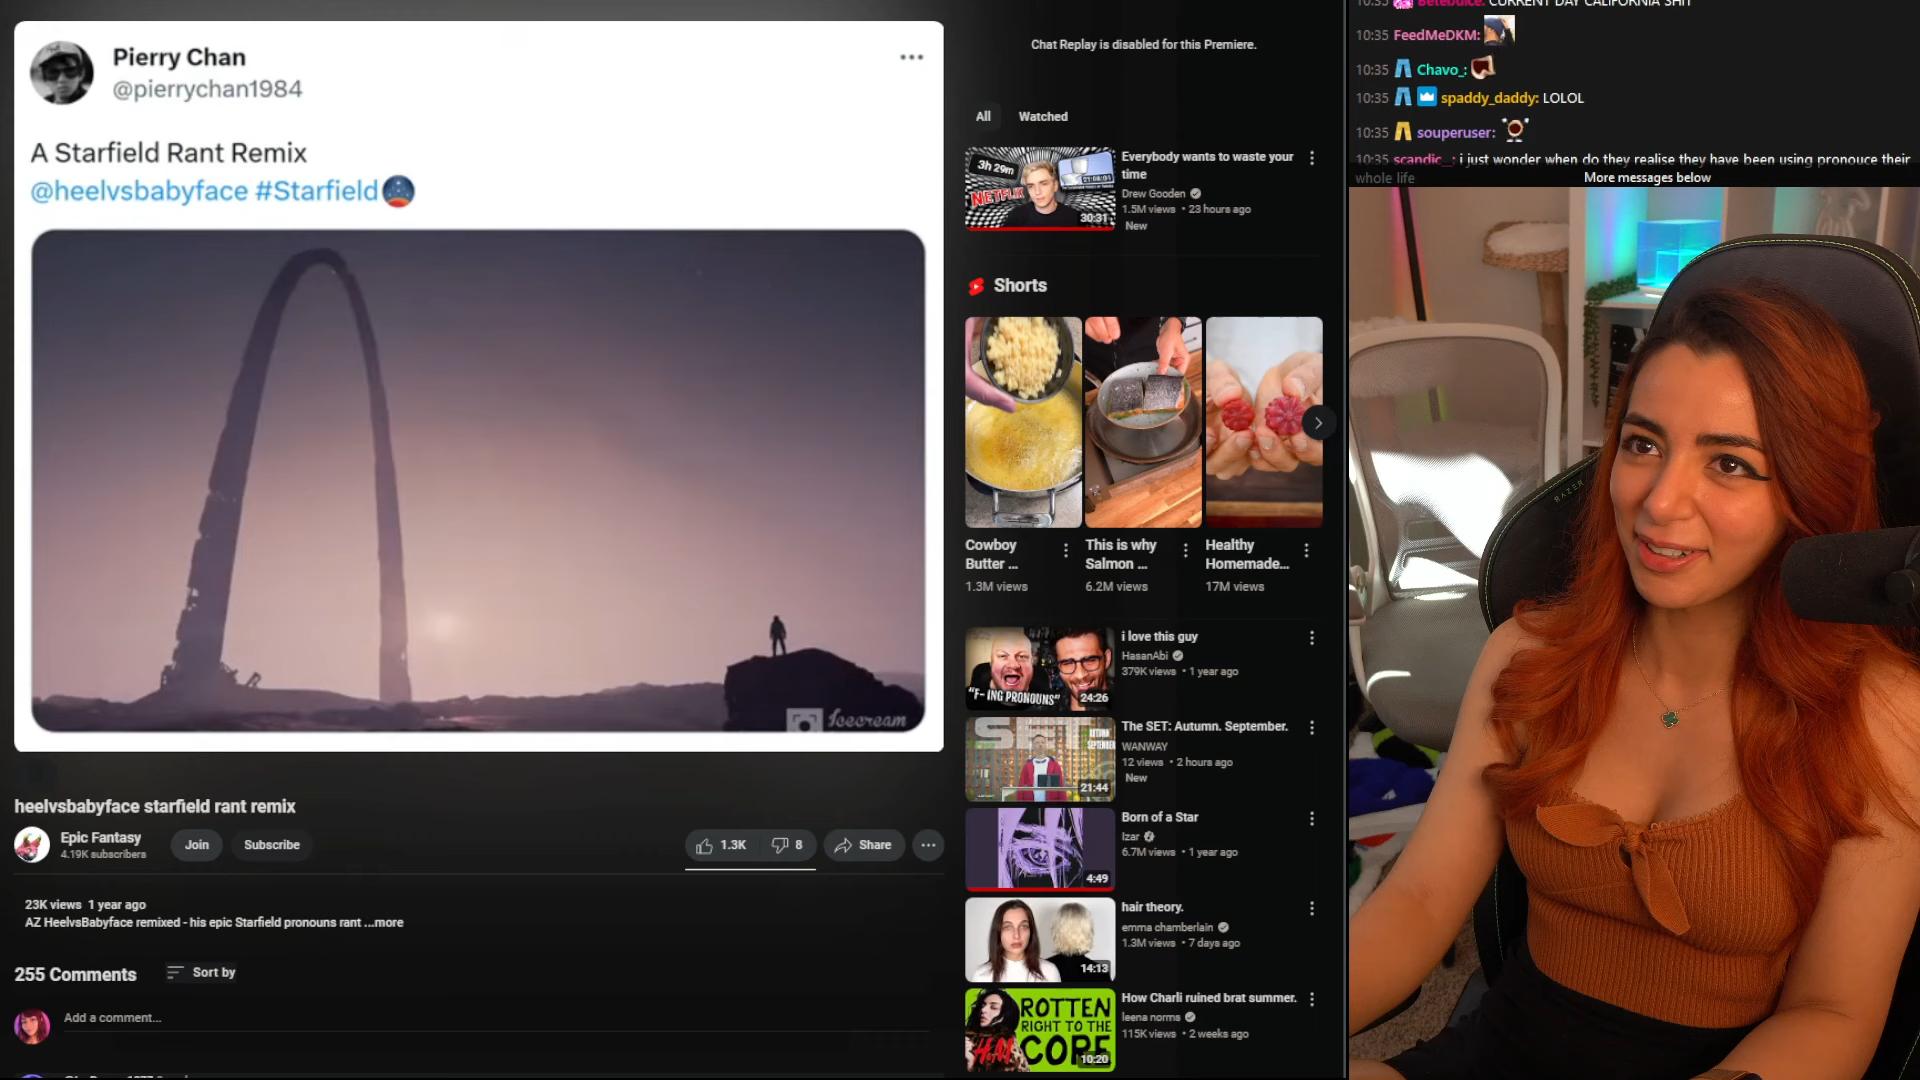 Pierry Chan
@pierrychan1984
A Starfield Rant Remix
@heelvsbabyface #Starfield
Icecream
heelvsbabyface starfield rant remix
Epic Fantasy
4.19K subscribers
Join
Subscribe
1.3K
8
Share
23K views 1 year ago
AZ HeelvsBabyface remixed - his epic Starfield pronouns rant ...more
255 Comments
Sort by
Add a comment...
Chat Replay is disabled for this Premiere.
All
Watched
3h 29m
NETFLIX
30:31
Everybody wants to waste your
time
Drew Gooden
1.5M views • 23 hours ago
New
Shorts
Cowboy
Butter ...
1.3M views
This is why
Salmon ...
6.2M views
Healthy
Homemade...
17M views
"F- ING PRONOUNS"
24:26
i love this guy
HasanAbi
379K views • 1 year ago
AUTUMN
SEPTEMBER
21:44
The SET: Autumn. September.
WANWAY
12 views • 2 hours ago
New
4:49
Born of a Star
Izar
6.7M views • 1 year ago
14:13
hair theory.
emma chamberlain
1.3M views • 7 days ago
ROTTEN
RIGHT TO THE
CORE
10:20
How Charli ruined brat summer.
leena norms
115K views • 2 weeks ago
10:35 Betebulce: CURRENT DAY CALIFORNIA SHIT
10:35 FeedMeDKM:
10:35 Chavo_:
10:35 spaddy_daddy: LOLOL
10:35 souperuser:
10:35 scandic_: i just wonder when do they realise they have been using pronouce their
whole life
More messages below
RAZER